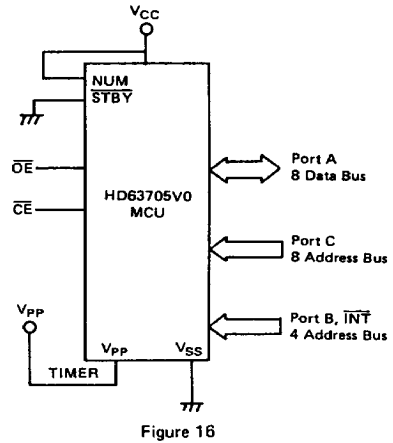 VCC
NUM
STBY
OE
CE
HD63705V0
MCU
Port A
8 Data Bus
Port C
8 Address Bus
Port B, INT
4 Address Bus
VPP
TIMER
VPP
VSS
Figure 16